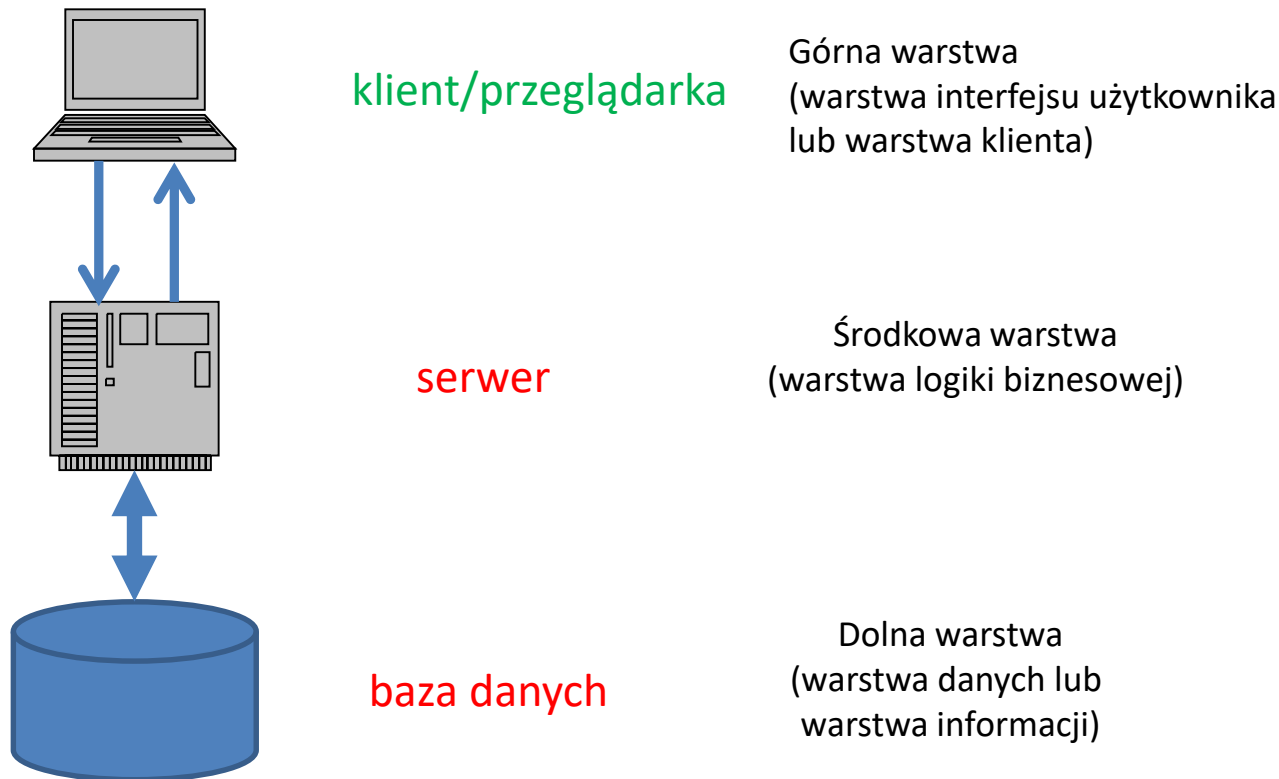 klient/przeglądarka
Górna warstwa
(warstwa interfejsu użytkownika
lub warstwa klienta)
serwer
Środkowa warstwa
(warstwa logiki biznesowej)
baza danych
Dolna warstwa
(warstwa danych lub
warstwa informacji)